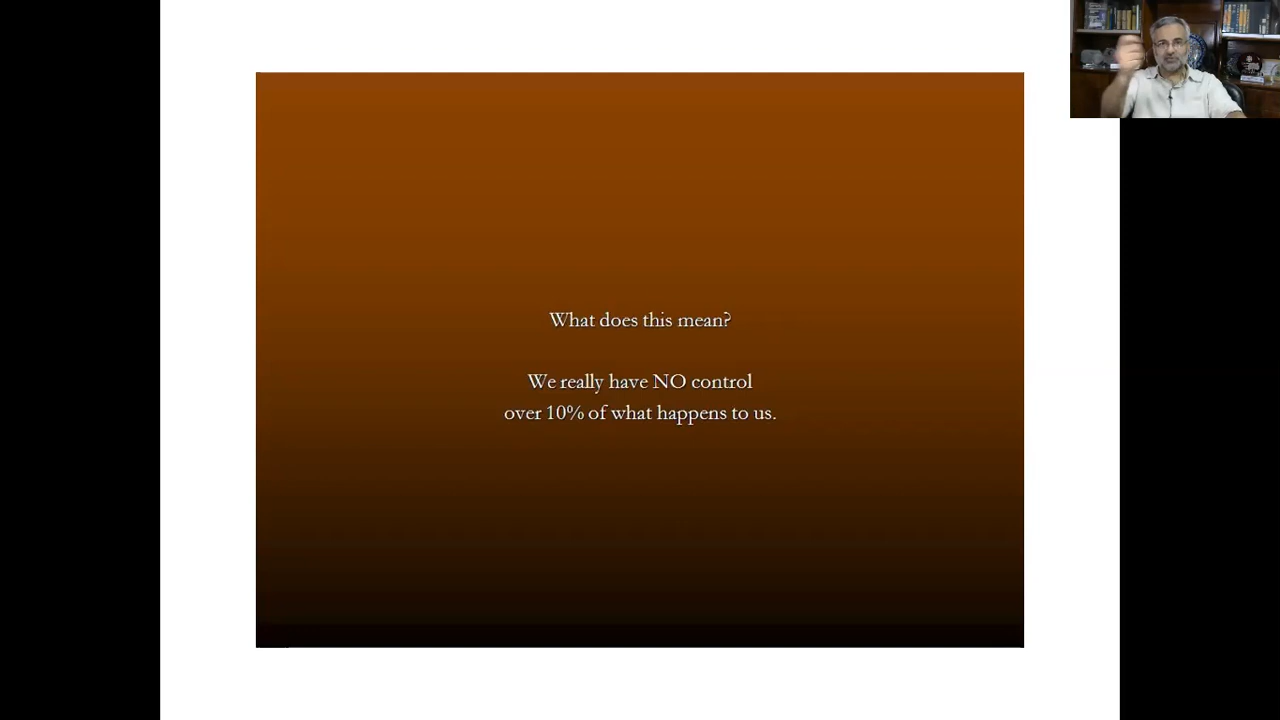 What does this mean?
We really have NO control
over 10% of what happens to us.